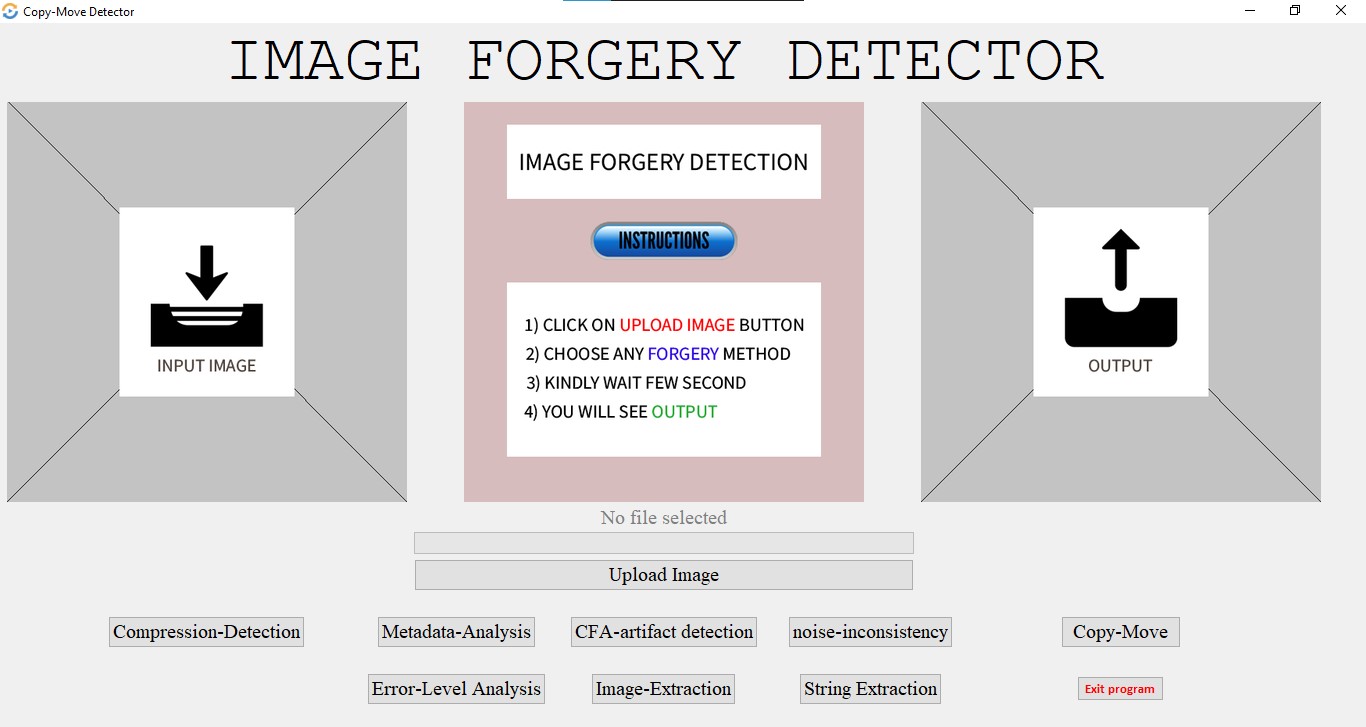 Copy-Move Detector
IMAGE FORGERY DETECTOR
INPUT IMAGE
IMAGE FORGERY DETECTION
INSTRUCTIONS
1) CLICK ON UPLOAD IMAGE BUTTON
2) CHOOSE ANY FORGERY METHOD
3) KINDLY WAIT FEW SECOND
4) YOU WILL SEE OUTPUT
OUTPUT
No file selected
Upload Image
Compression-Detection Metadata-Analysis CFA-artifact detection noise-inconsistency Copy-Move
Error-Level Analysis Image-Extraction String Extraction Exit program